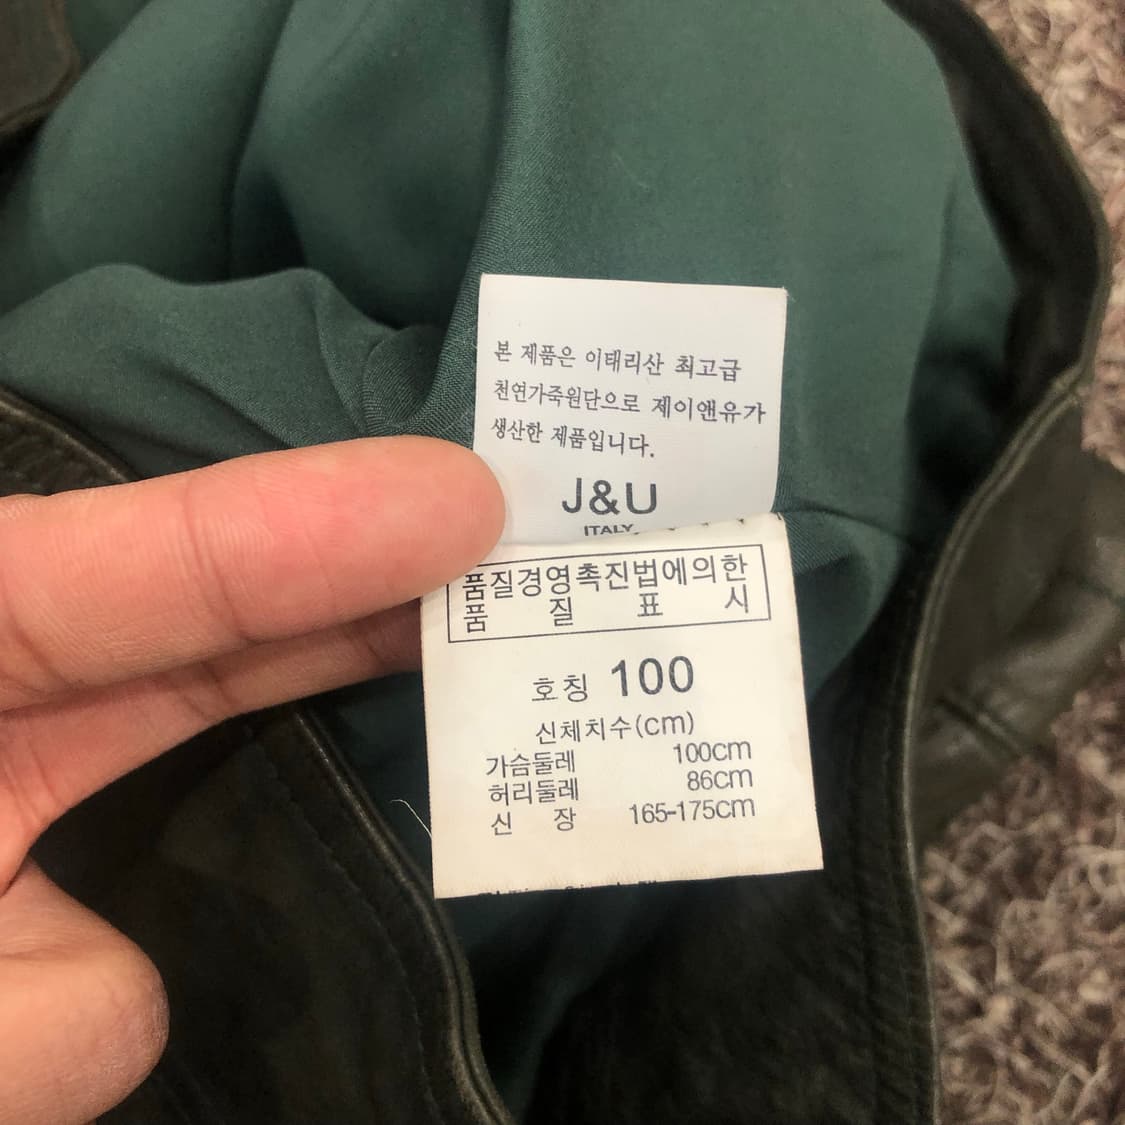 본 제품은 이태리산 최고급
천연가죽원단으로 제이앤유가
생산한 제품입니다.
J&U
ITALY
품질경영촉진법에의한
품 질 표 시
호칭 100
신체치수(cm)
가슴둘레 100cm
허리둘레 86cm
신 장 165-175cm